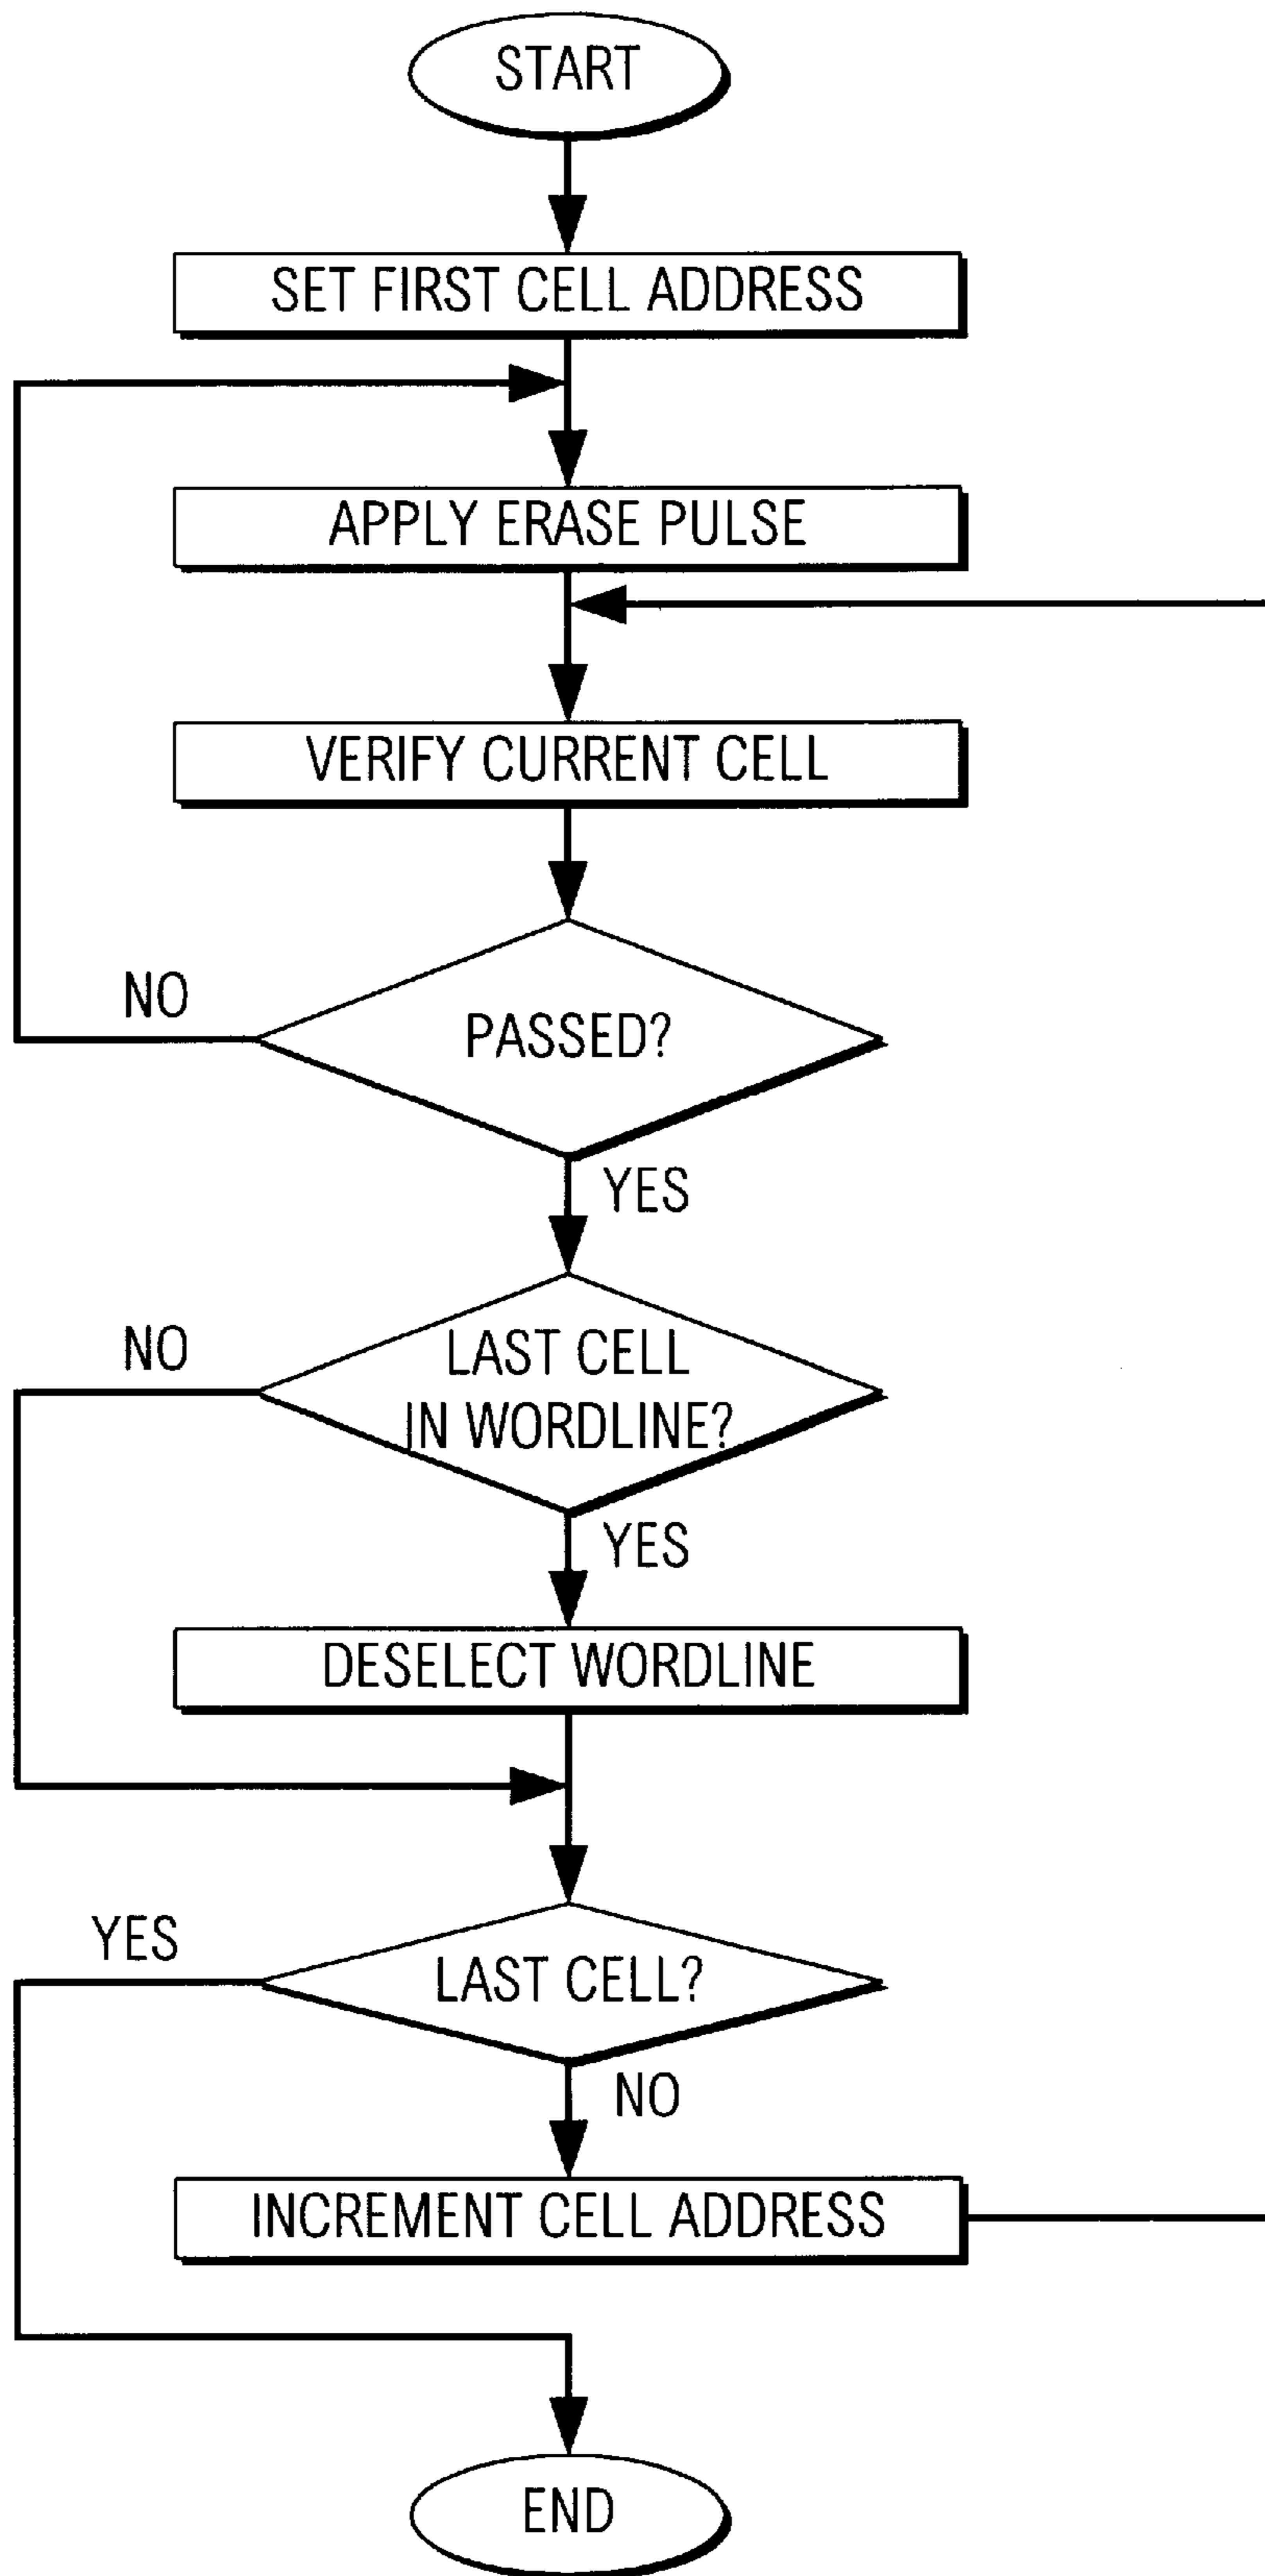 START
SET FIRST CELL ADDRESS
APPLY ERASE PULSE
VERIFY CURRENT CELL
NO
PASSED?
YES
NO
LAST CELL
IN WORDLINE?
YES
DESELECT WORDLINE
YES
LAST CELL?
NO
INCREMENT CELL ADDRESS
END